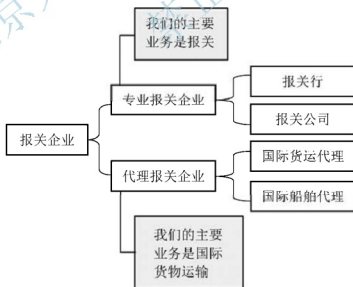 我们的主要
业务是报关
专业报关企业
报关行
报关公司
报关企业
代理报关企业
国际货运代理
国际船舶代理
我们的主要
业务是国际
货物运输